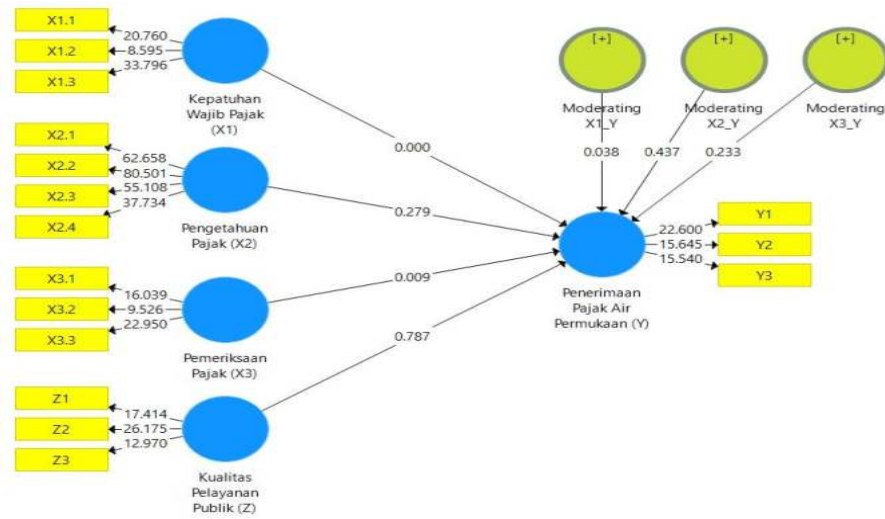 X1.1
X1.2
X1.3
20.760
8.595
33.796
Kepatuhan
Wajib Pajak
(X1)
X2.1
X2.2
X2.3
X2.4
62.658
80.501
55.108
37.734
Pengetahuan
Pajak (X2)
X3.1
X3.2
X3.3
16.039
9.526
22.950
Pemeriksaan
Pajak (X3)
Z1
Z2
Z3
17.414
26.175
12.970
Kualitas
Pelayanan
Publik (Z)
0.000
0.279
0.009
0.787
[+]
Moderating
X1_Y
[+]
Moderating
X2_Y
[+]
Moderating
X3_Y
0.038
0.437
0.233
Penerimaan
Pajak Air
Permukaan (Y)
22.600
15.645
15.540
Y1
Y2
Y3